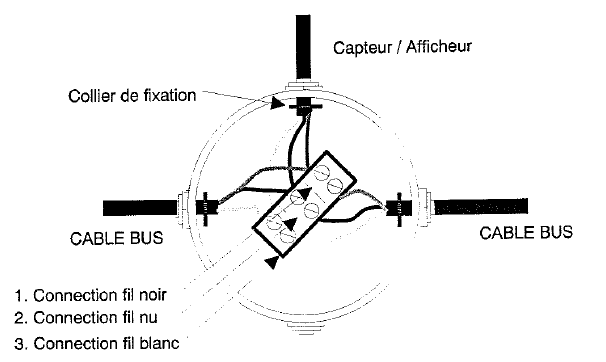 Capteur / Afficheur
Collier de fixation
CABLE BUS
CABLE BUS
1. Connection fil noir
2. Connection fil nu
3. Connection fil blanc